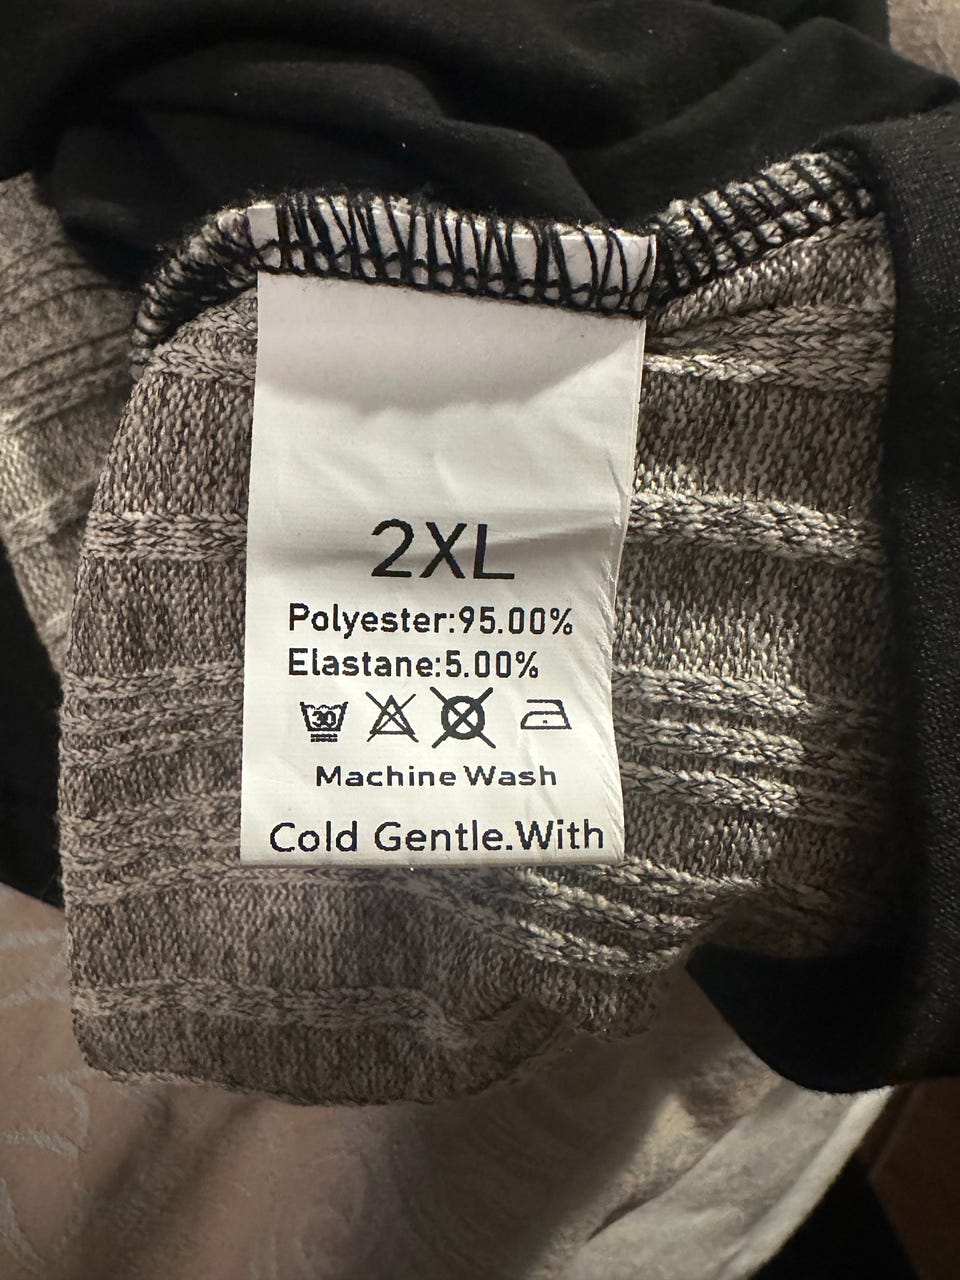 2XL
Polyester:95.00%
Elastane:5.00%
30
Machine Wash
Cold Gentle.With